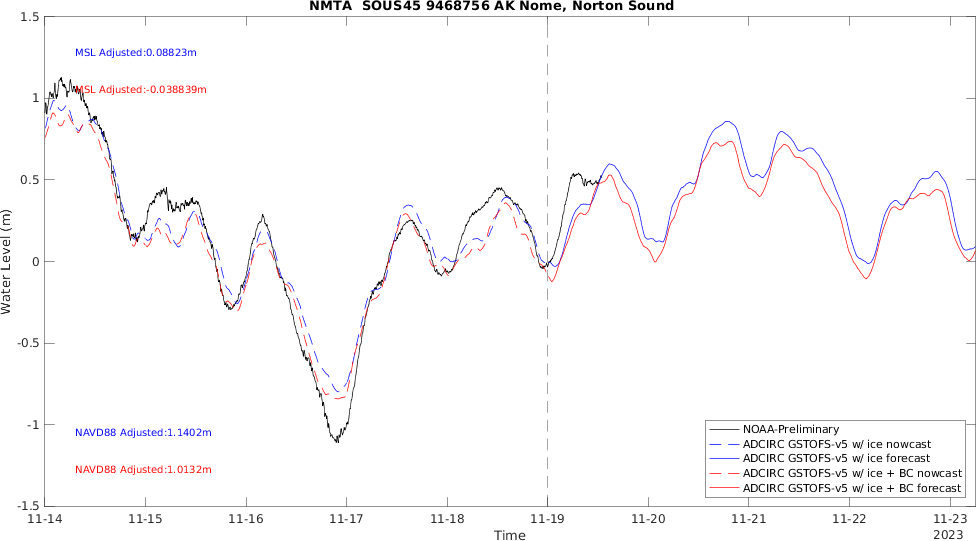 NMTA  SOUS45 9468756 AK Nome, Norton Sound
1.5
1
0.5
0
-0.5
-1
-1.5
Water Level (m)
MSL Adjusted:0.08823m
MSL Adjusted:-0.038839m
NAVD88 Adjusted:1.1402m
NAVD88 Adjusted:1.0132m
NOAA-Preliminary
ADCIRC GSTOFS-v5 w/ ice nowcast
ADCIRC GSTOFS-v5 w/ ice forecast
ADCIRC GSTOFS-v5 w/ ice + BC nowcast
ADCIRC GSTOFS-v5 w/ ice + BC forecast
11-14 11-15 11-16 11-17 11-18 11-19 11-20 11-21 11-22 11-23
2023
Time